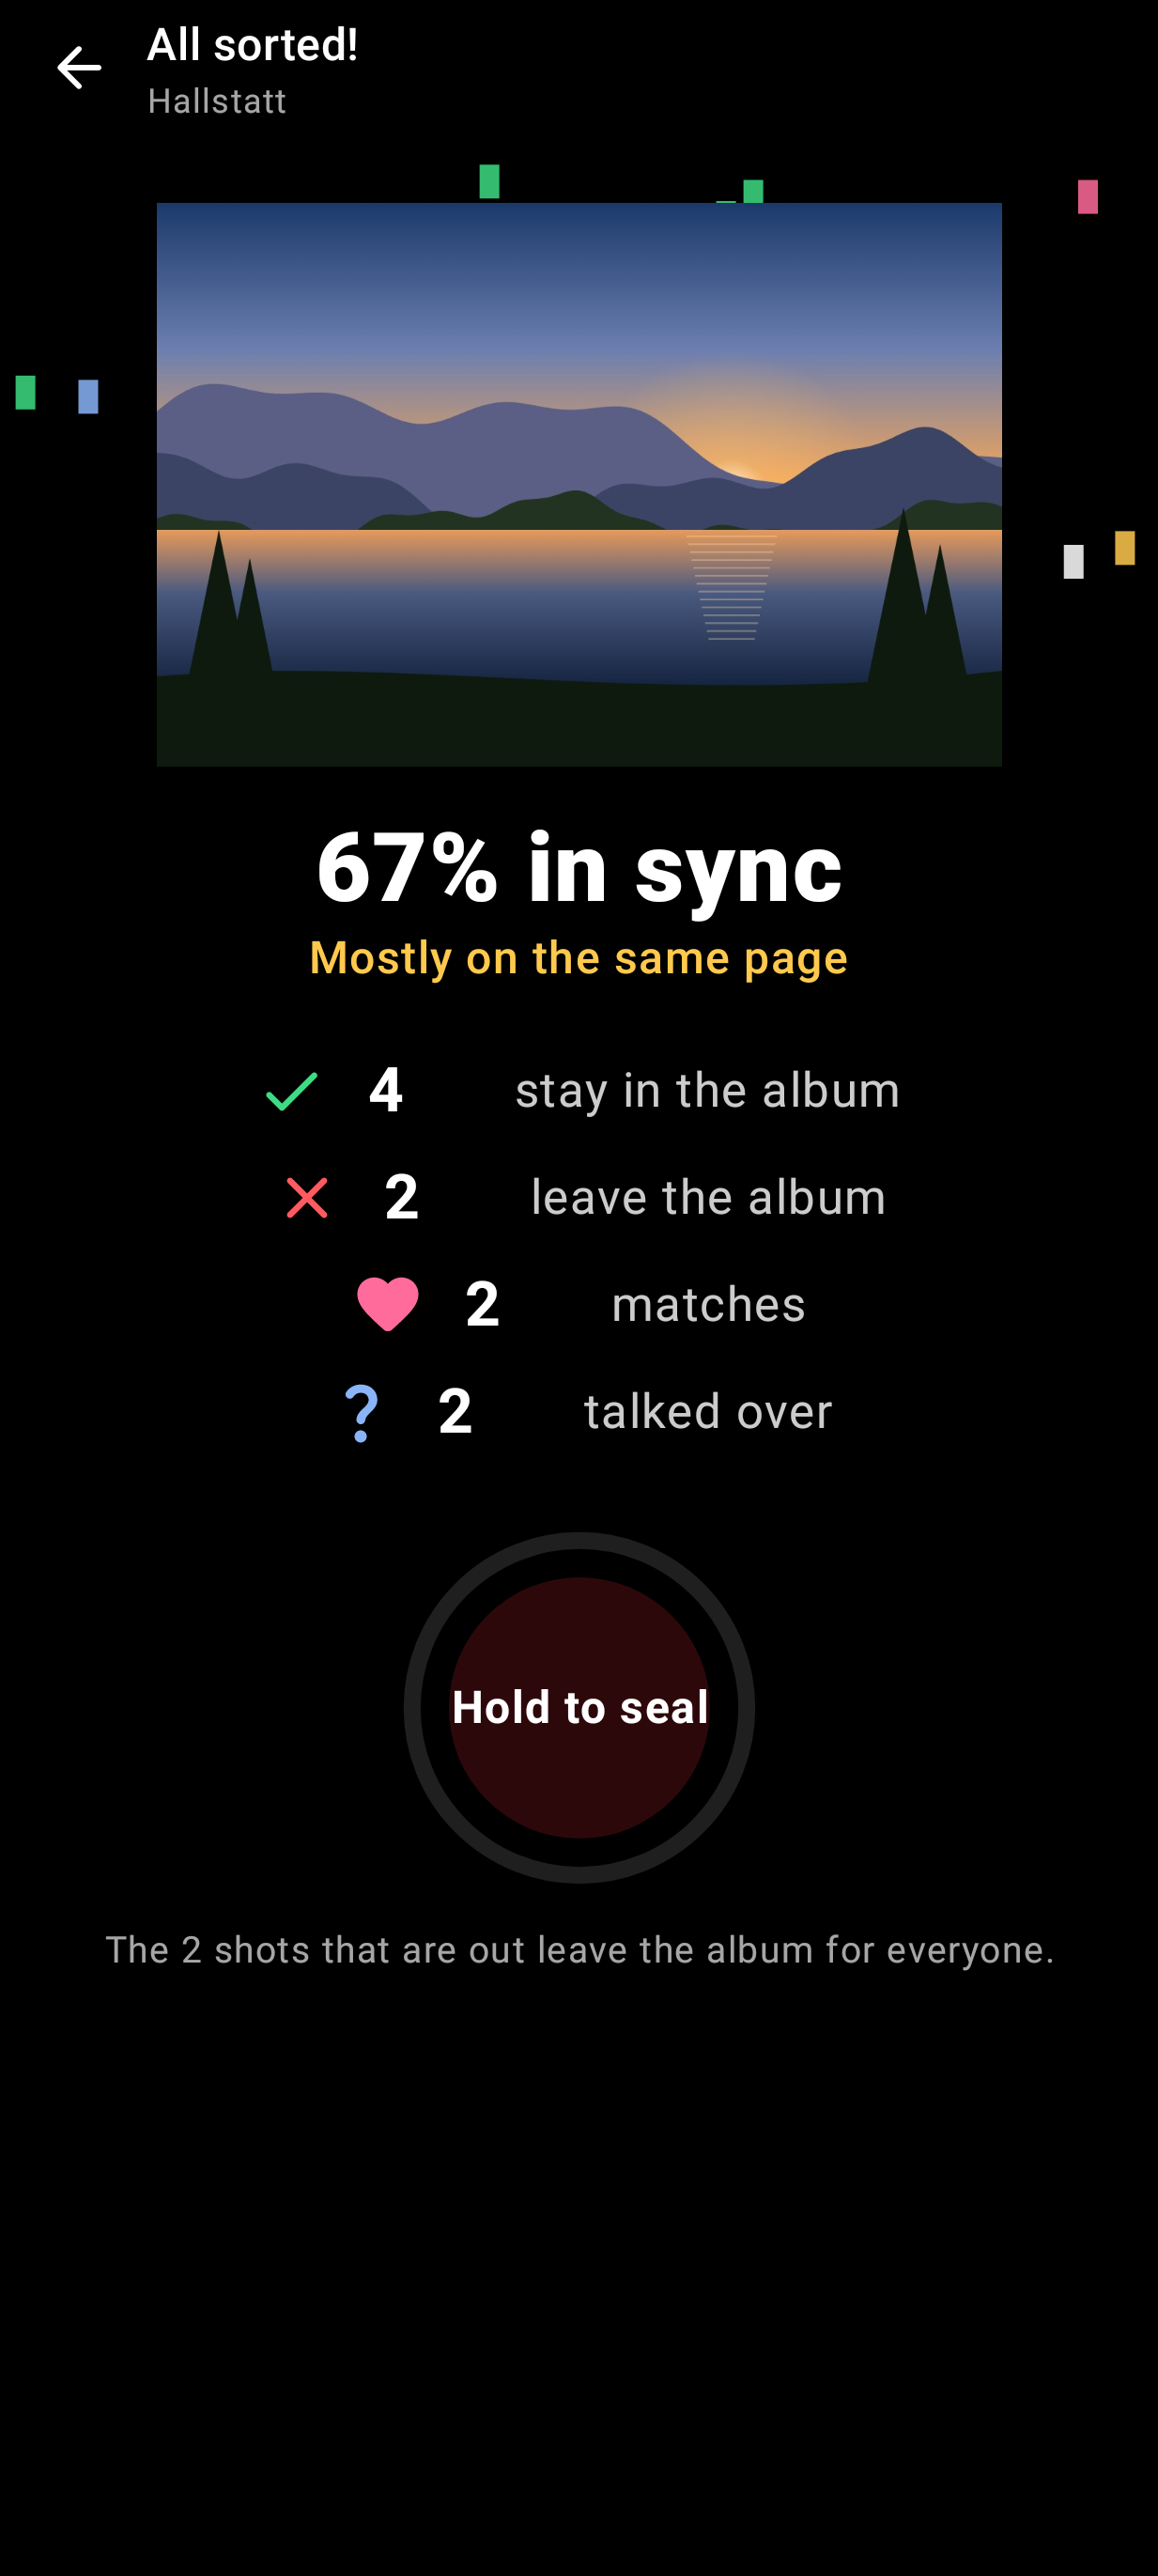 All sorted!
Hallstatt
67% in sync
Mostly on the same page
4 stay in the album
2 leave the album
2 matches
? 2 talked over
Hold to seal
The 2 shots that are out leave the album for everyone.